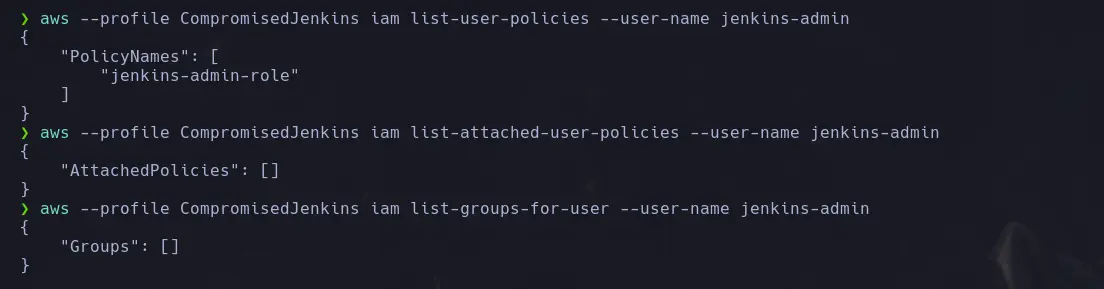 ❯ aws --profile CompromisedJenkins iam list-user-policies --user-name jenkins-admin
{
    "PolicyNames": [
        "jenkins-admin-role"
    ]
}
❯ aws --profile CompromisedJenkins iam list-attached-user-policies --user-name jenkins-admin
{
    "AttachedPolicies": []
}
❯ aws --profile CompromisedJenkins iam list-groups-for-user --user-name jenkins-admin
{
    "Groups": []
}